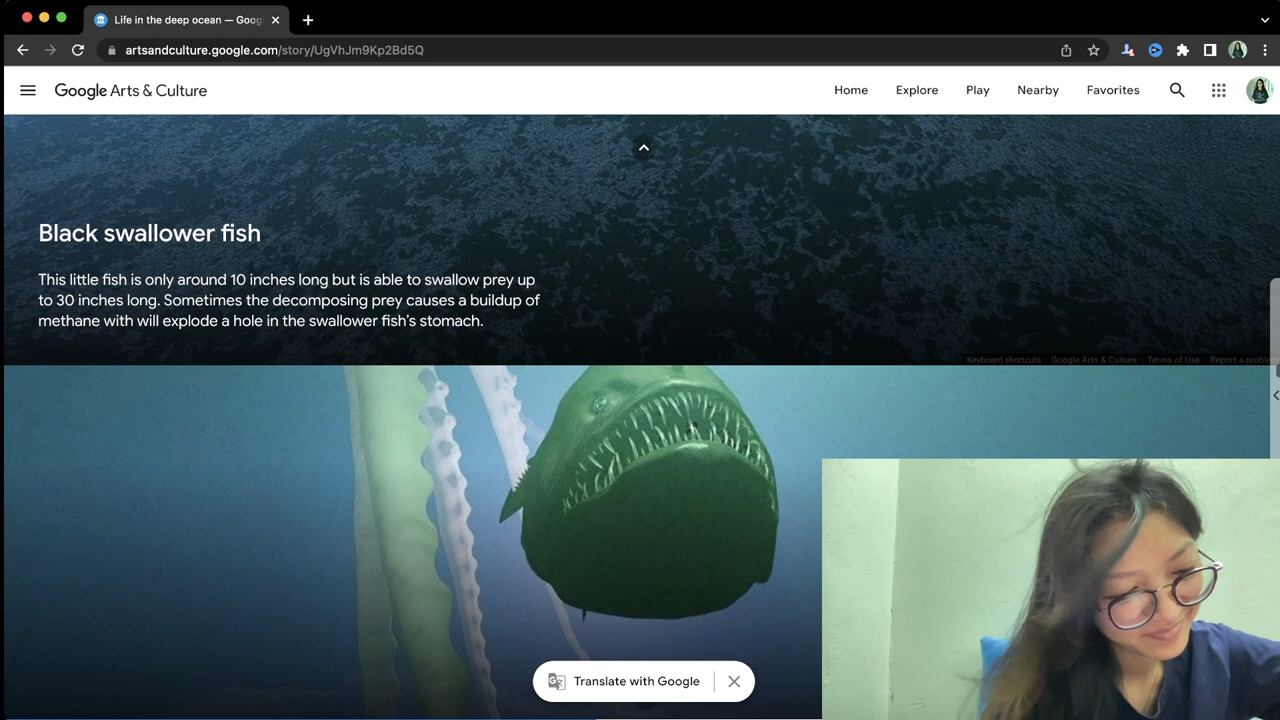 Life in the deep ocean — Goog
artsandculture.google.com/story/UgVhJm9Kp2Bd5Q
Google Arts & Culture
Home
Explore
Play
Nearby
Favorites
Black swallower fish
This little fish is only around 10 inches long but is able to swallow prey up
to 30 inches long. Sometimes the decomposing prey causes a buildup of
methane with will explode a hole in the swallower fish's stomach.
Keyboard shortcuts
Google Arts & Culture
Terms of Use
Report a problem
Translate with Google